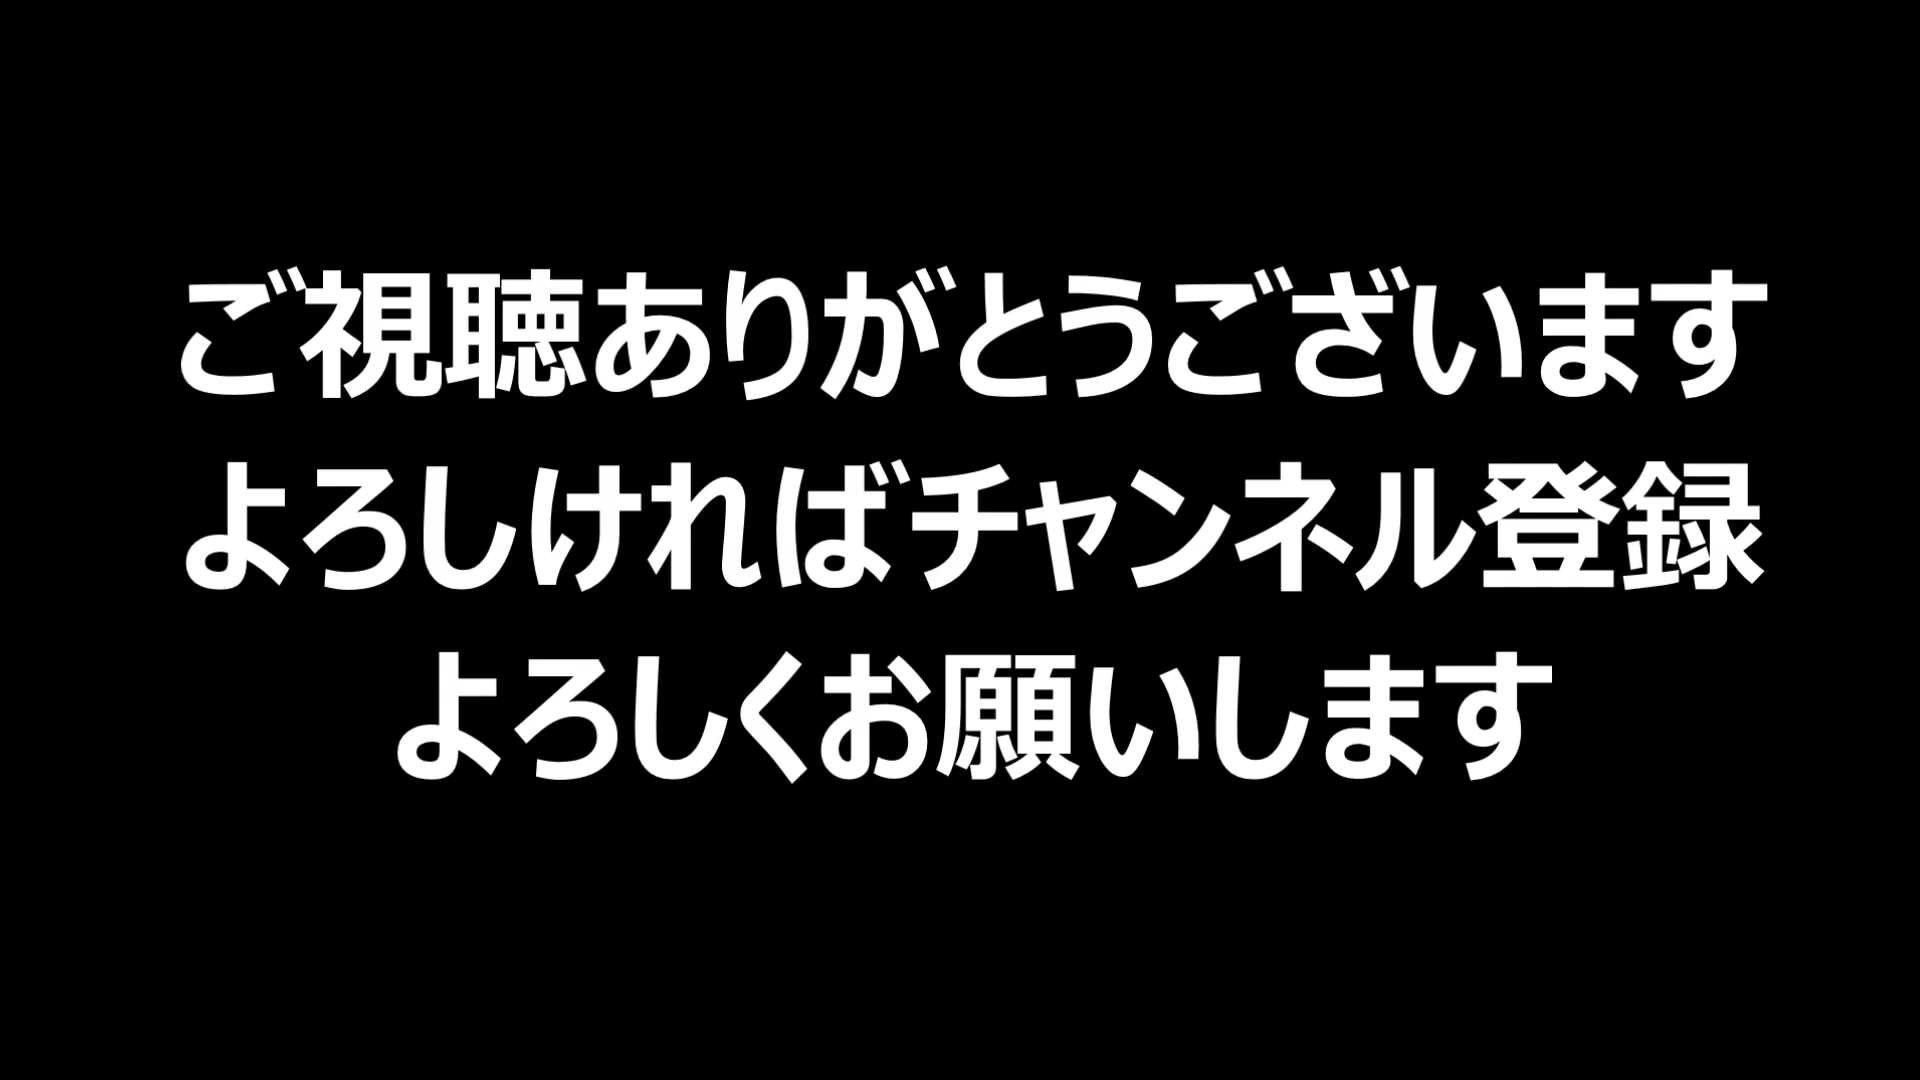 ご視聴ありがとうございます
よろしければチャンネル登録
よろしくお願いします